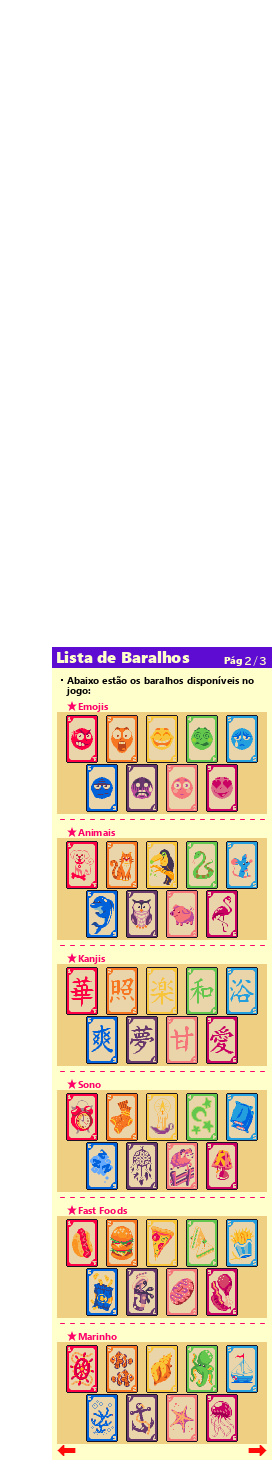 Lista de Baralhos
Pág 2/3
· Abaixo estão os baralhos disponíveis no
jogo:
★Emojis
★Animais
★Kanjis
華 照 楽 和 浴
爽 夢 甘 愛
★Sono
★Fast Foods
★Marinho